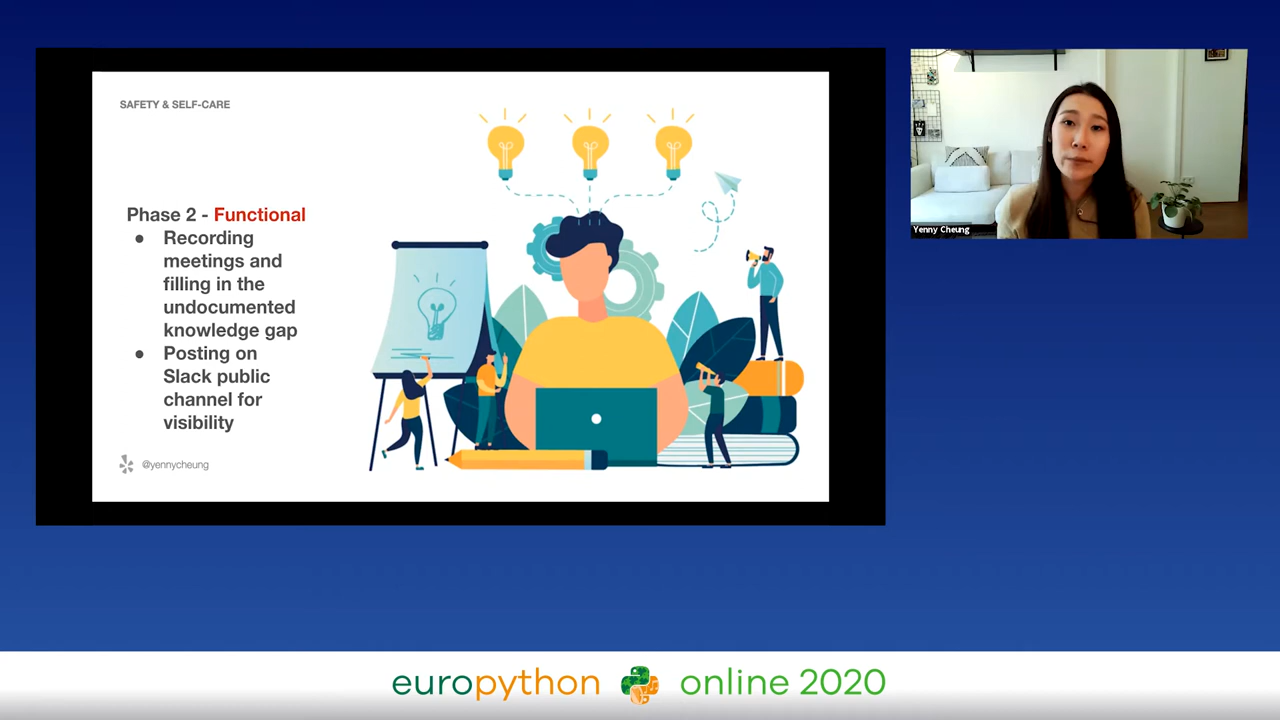 SAFETY & SELF-CARE
Phase 2 - Functional
● Recording
meetings and
filling in the
undocumented
knowledge gap
● Posting on
Slack public
channel for
visibility
@yennycheung
Yenny Cheung
europython online 2020